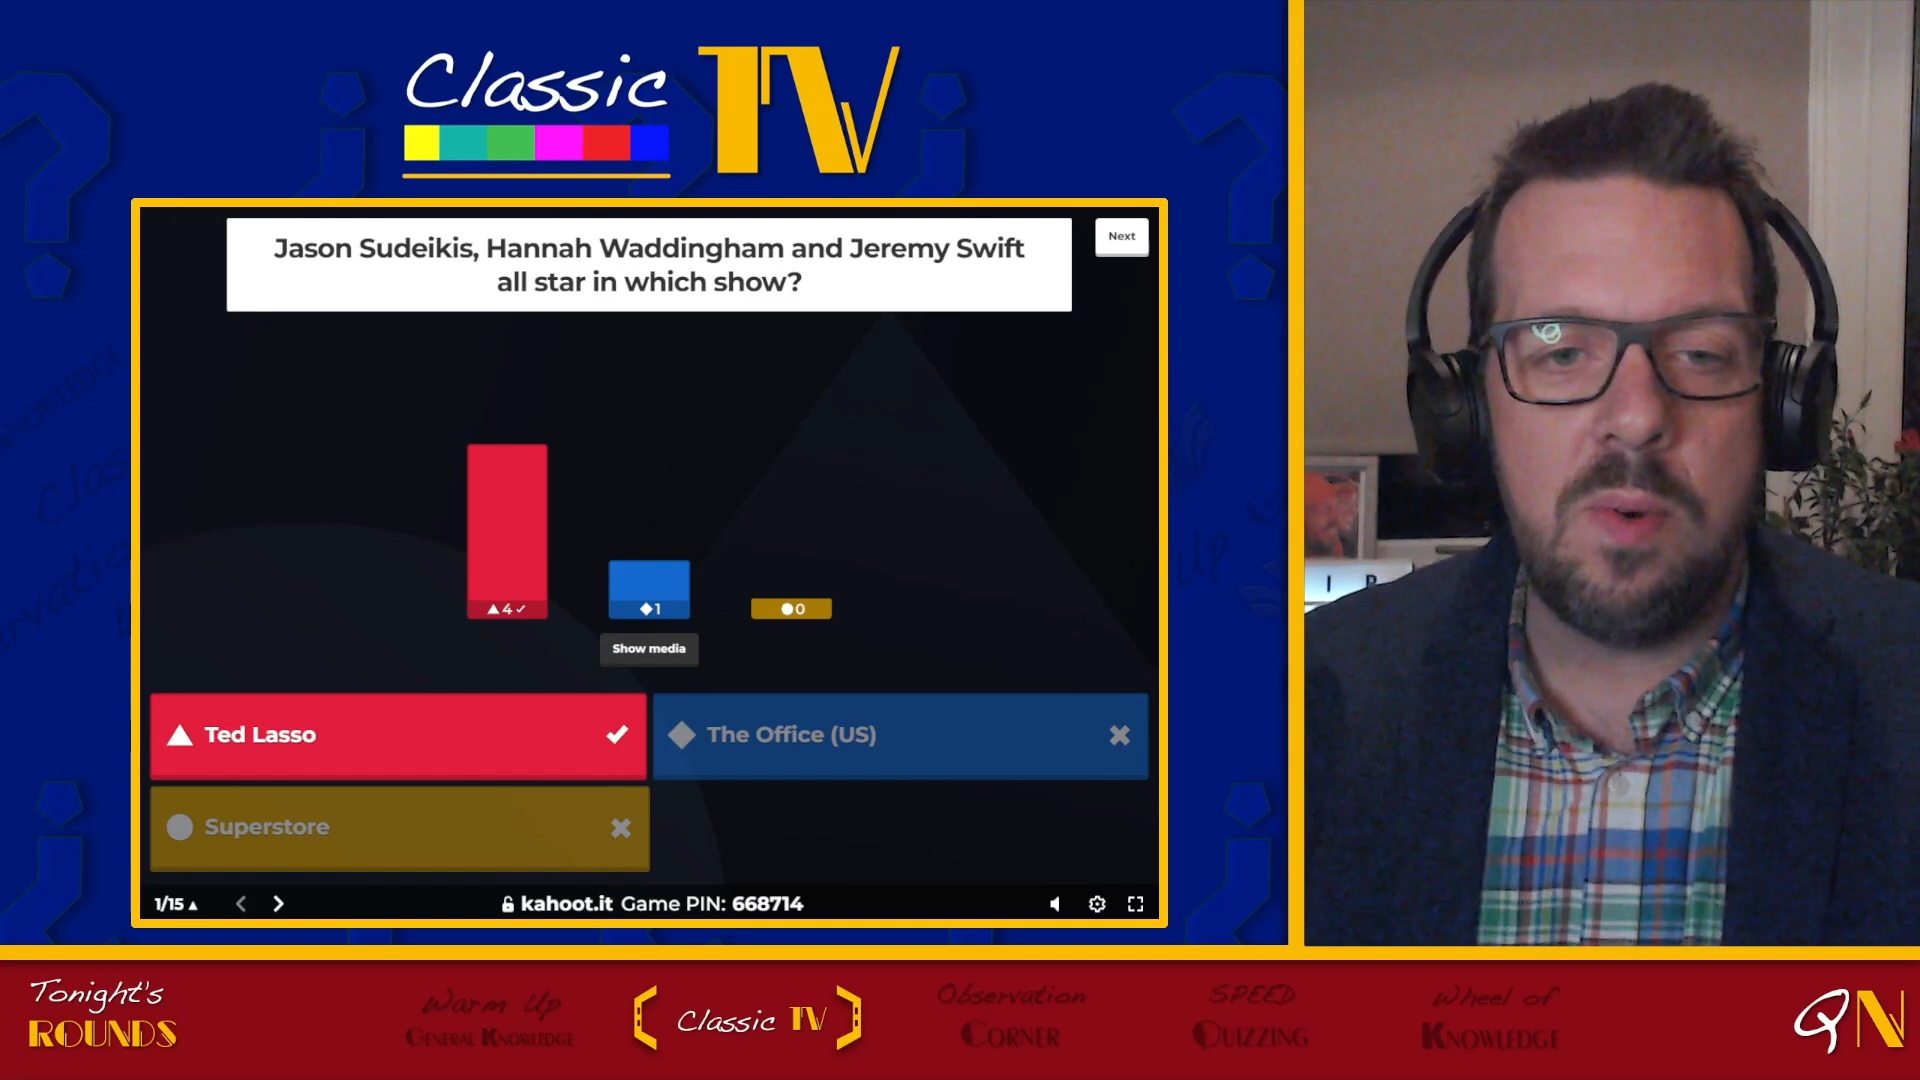 Classic TV
Jason Sudeikis, Hannah Waddingham and Jeremy Swift
all star in which show?
Next
4
1
0
Show media
Ted Lasso
The Office (US)
Superstore
1/15
kahoot.it Game PIN: 668714
Tonight's
ROUNDS
Warm Up
GENERAL KNOWLEDGE
Classic TV
Observation
CORNER
SPEED
QUIZZING
Wheel of
KNOWLEDGE
QN